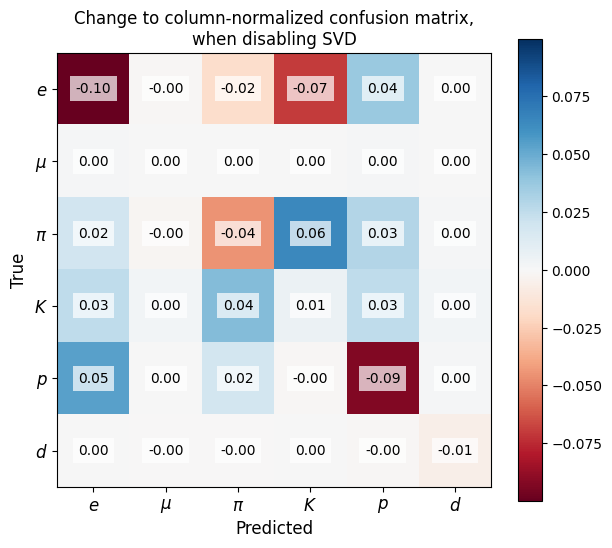 Change to column-normalized confusion matrix,
when disabling SVD
e -0.10 -0.00 -0.02 -0.07 0.04 0.00
μ 0.00 0.00 0.00 0.00 0.00 0.00
π 0.02 -0.00 -0.04 0.06 0.03 0.00
K 0.03 0.00 0.04 0.01 0.03 0.00
p 0.05 0.00 0.02 -0.00 -0.09 0.00
d 0.00 -0.00 -0.00 0.00 -0.00 -0.01
e μ π K p d
True
Predicted
0.075
0.050
0.025
0.000
−0.025
−0.050
−0.075